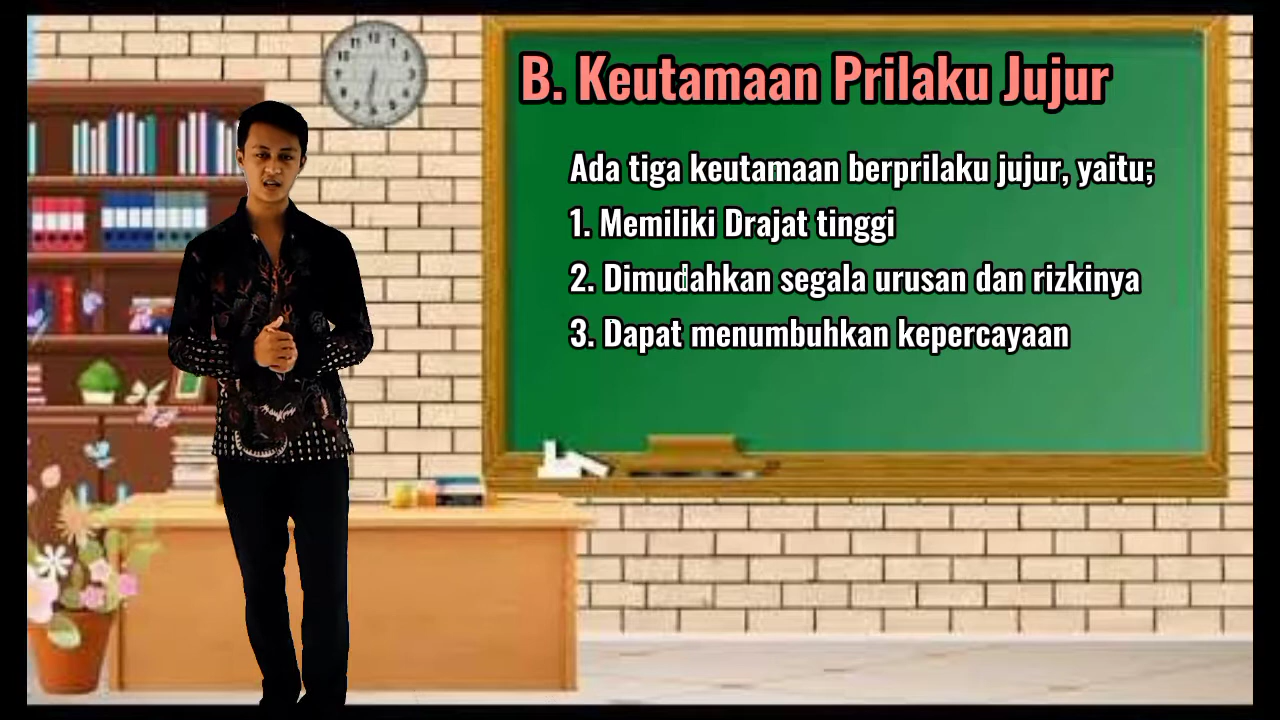 B. Keutamaan Prilaku Jujur
Ada tiga keutamaan berprilaku jujur, yaitu;
1. Memiliki Drajat tinggi
2. Dimudahkan segala urusan dan rizkinya
3. Dapat menumbuhkan kepercayaan